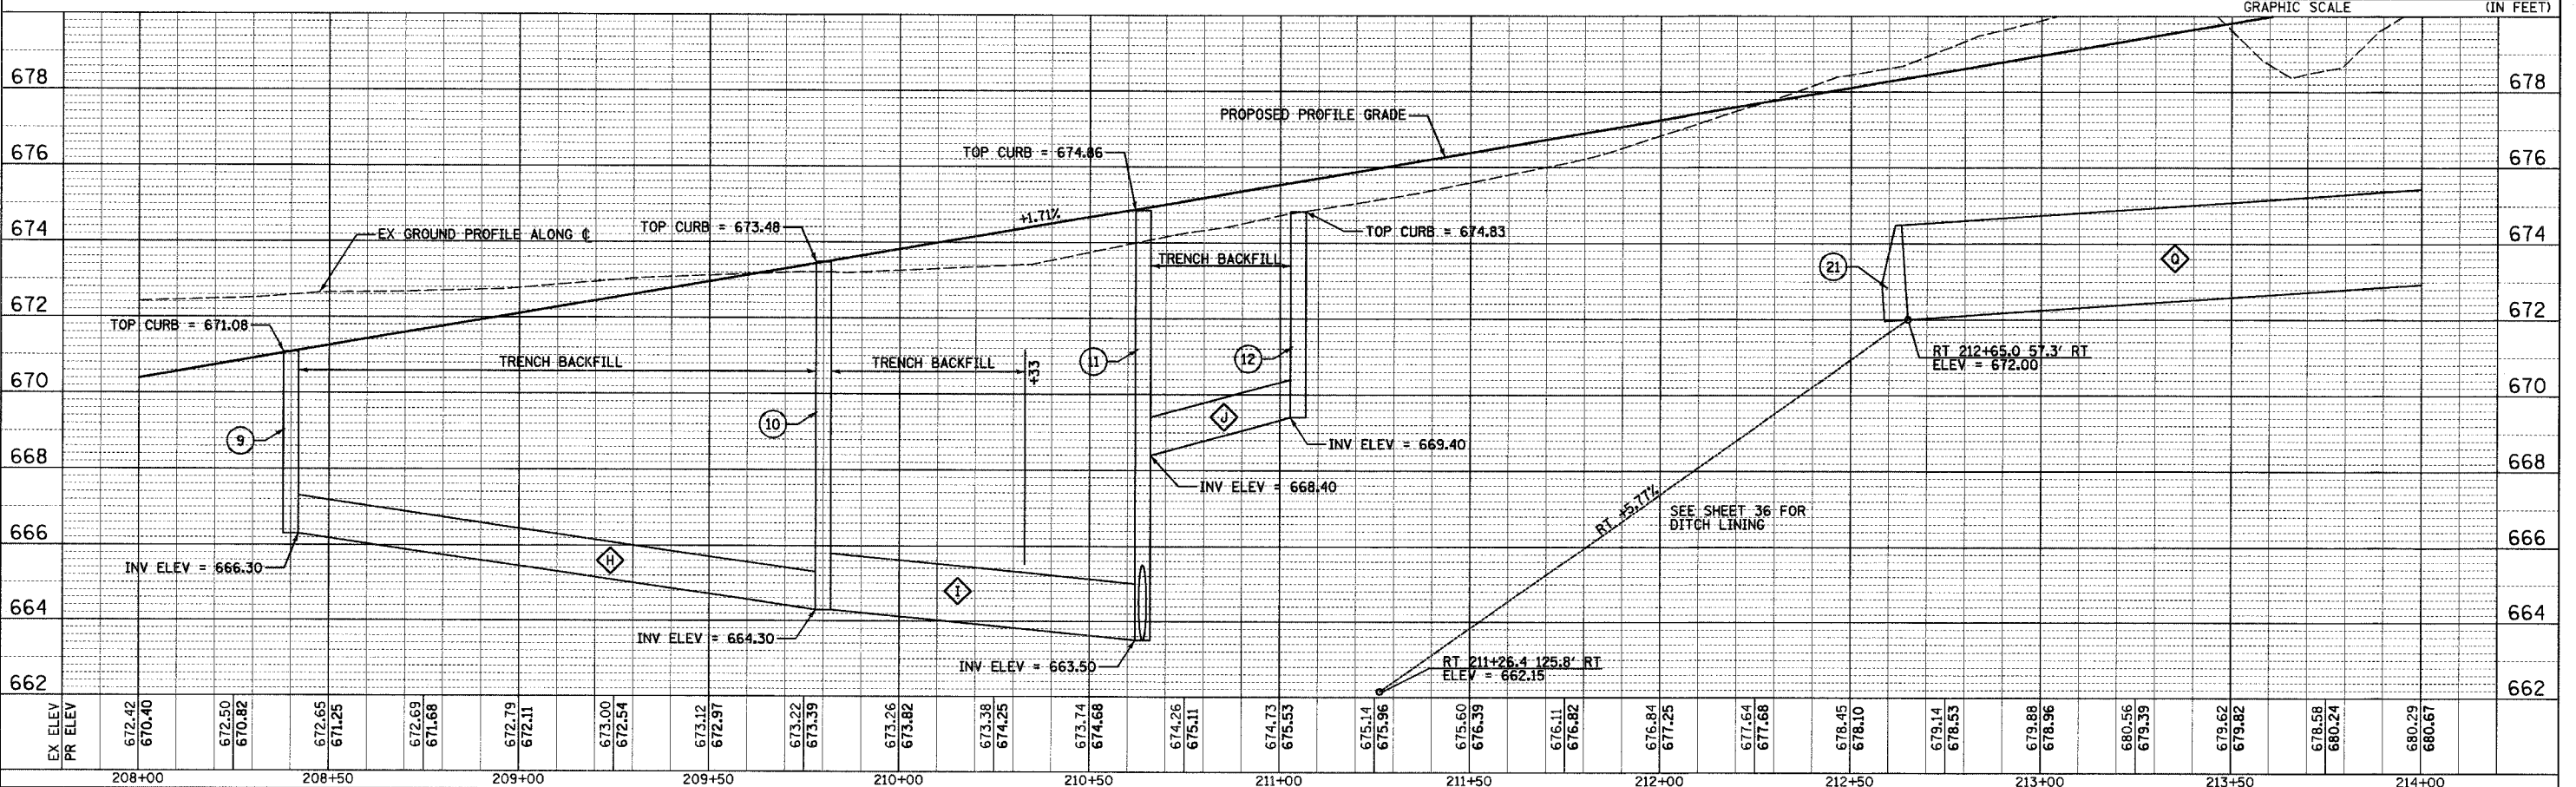 GRAPHIC SCALE (IN FEET)
678 678
PROPOSED PROFILE GRADE
676 676
TOP CURB = 674.86
+1.71%
674 674
EX GROUND PROFILE ALONG ℄
TOP CURB = 673.48
TOP CURB = 674.83
TRENCH BACKFILL
21
Q
672 672
TOP CURB = 671.08
TRENCH BACKFILL
TRENCH BACKFILL
+33
11
12
RT 212+65.0 57.3' RT
ELEV = 672.00
670 670
9
10
J
INV ELEV = 669.40
668 668
INV ELEV = 668.40
RT +5.77%
SEE SHEET 36 FOR
DITCH LINING
666 666
INV ELEV = 666.30
H
I
664 664
INV ELEV = 664.30
INV ELEV = 663.50
RT 211+26.4 125.8' RT
ELEV = 662.15
662 662
EX ELEV
PR ELEV
672.42
670.40
672.50
670.82
672.65
671.25
672.69
671.68
672.79
672.11
673.00
672.54
673.12
672.97
673.22
673.39
673.26
673.82
673.38
674.25
673.74
674.68
674.26
675.11
674.73
675.53
675.14
675.96
675.60
676.39
676.11
676.82
676.84
677.25
677.64
677.68
678.45
678.10
679.14
678.53
679.88
678.96
680.56
679.39
679.62
679.82
678.58
680.24
680.29
680.67
208+00 208+50 209+00 209+50 210+00 210+50 211+00 211+50 212+00 212+50 213+00 213+50 214+00